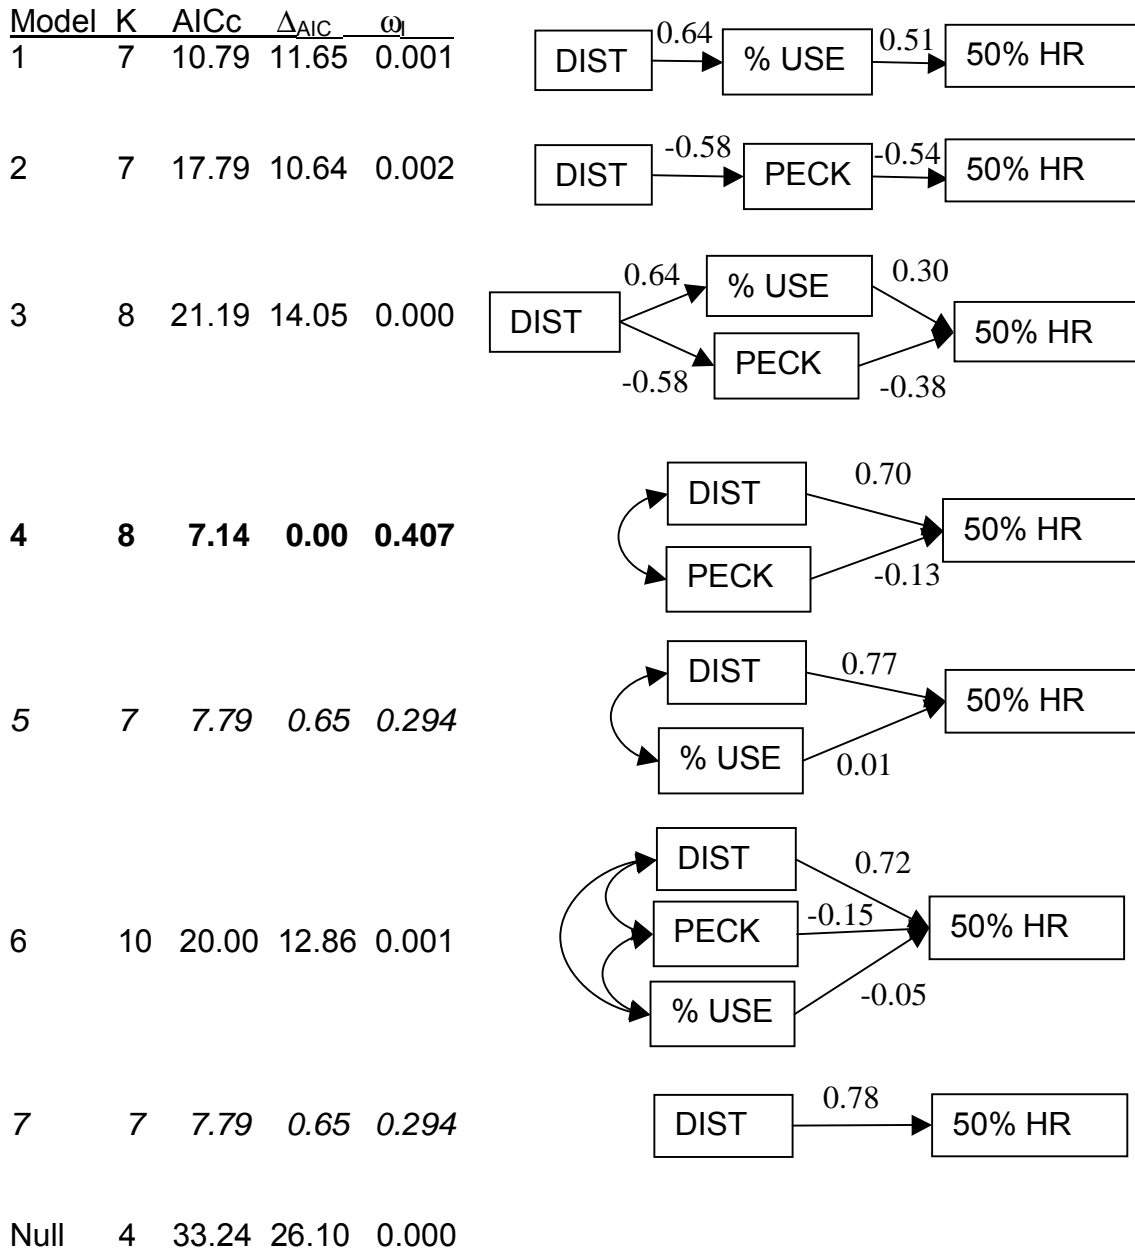 Model K AICc ΔAIC ωI
1 7 10.79 11.65 0.001
DIST 0.64 % USE 0.51 50% HR
2 7 17.79 10.64 0.002
DIST -0.58 PECK -0.54 50% HR
3 8 21.19 14.05 0.000
DIST 0.64 % USE 0.30 50% HR
-0.58 PECK -0.38
4 8 7.14 0.00 0.407
DIST 0.70 50% HR
PECK -0.13
5 7 7.79 0.65 0.294
DIST 0.77 50% HR
% USE 0.01
6 10 20.00 12.86 0.001
DIST 0.72
PECK -0.15 50% HR
% USE -0.05
7 7 7.79 0.65 0.294
DIST 0.78 50% HR
Null 4 33.24 26.10 0.000